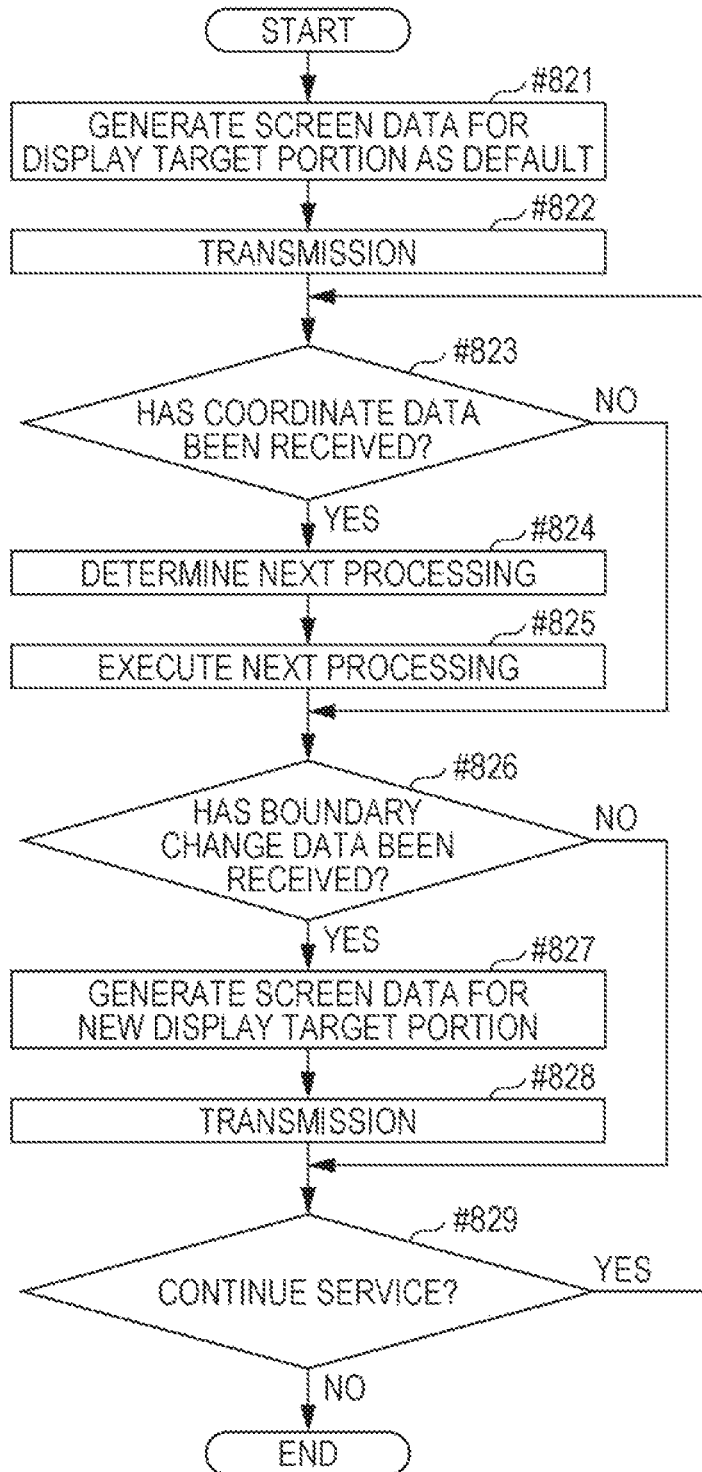 START
#821
GENERATE SCREEN DATA FOR
DISPLAY TARGET PORTION AS DEFAULT
#822
TRANSMISSION
#823
HAS COORDINATE DATA
BEEN RECEIVED?
NO
YES
#824
DETERMINE NEXT PROCESSING
#825
EXECUTE NEXT PROCESSING
#826
HAS BOUNDARY
CHANGE DATA BEEN
RECEIVED?
NO
YES
#827
GENERATE SCREEN DATA FOR
NEW DISPLAY TARGET PORTION
#828
TRANSMISSION
#829
CONTINUE SERVICE?
YES
NO
END